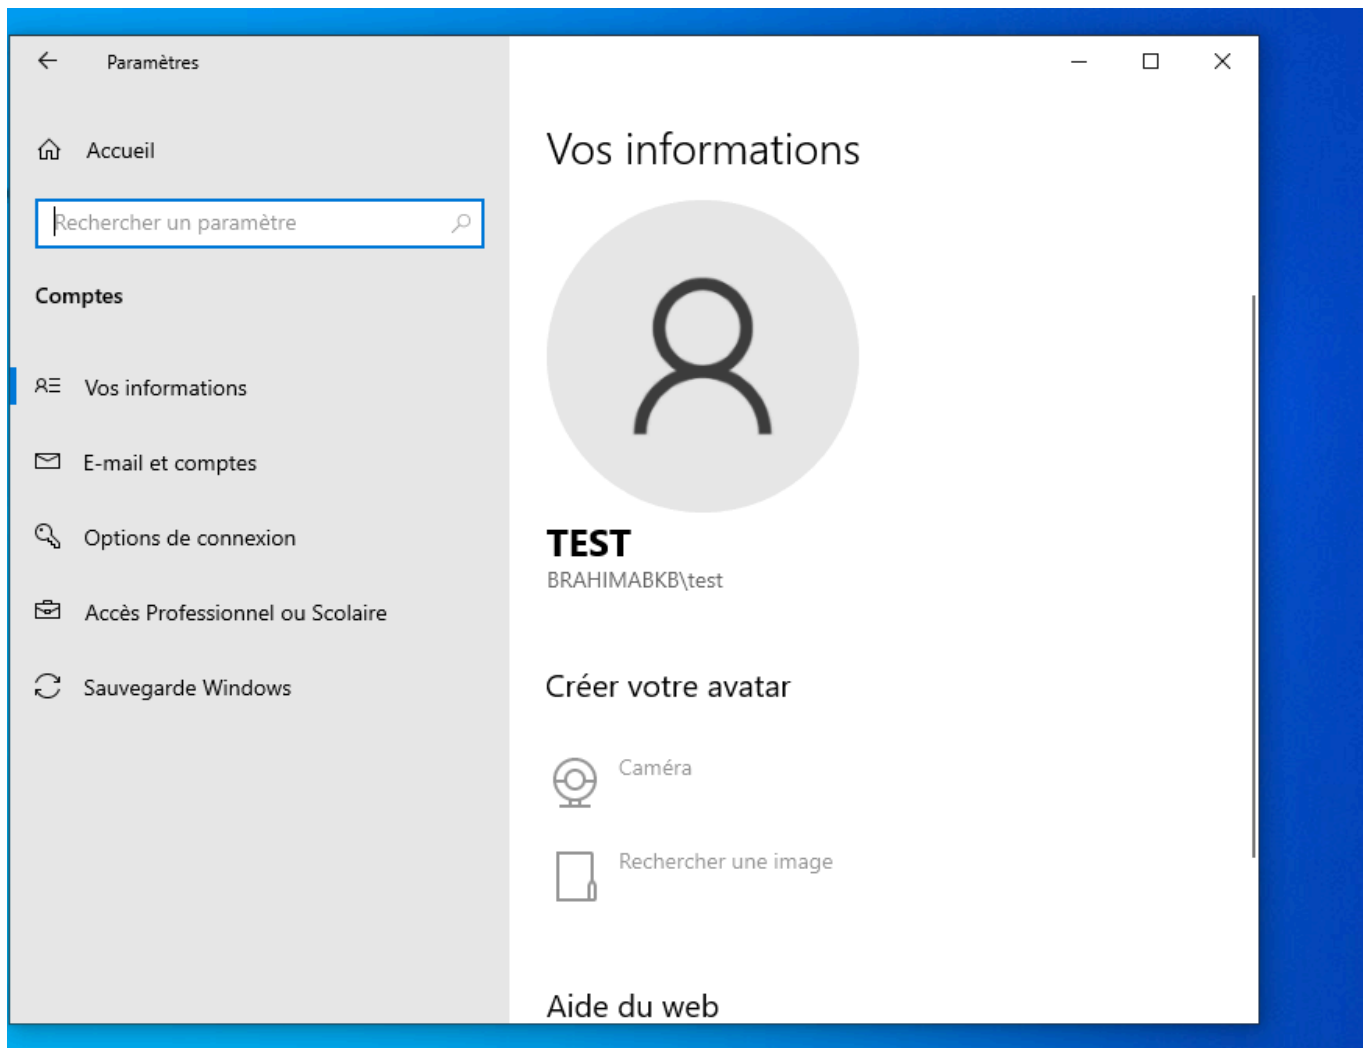 Paramètres
Accueil
Rechercher un paramètre
Comptes
Vos informations
E-mail et comptes
Options de connexion
Accès Professionnel ou Scolaire
Sauvegarde Windows
Vos informations
TEST
BRAHIMABKB\test
Créer votre avatar
Caméra
Rechercher une image
Aide du web